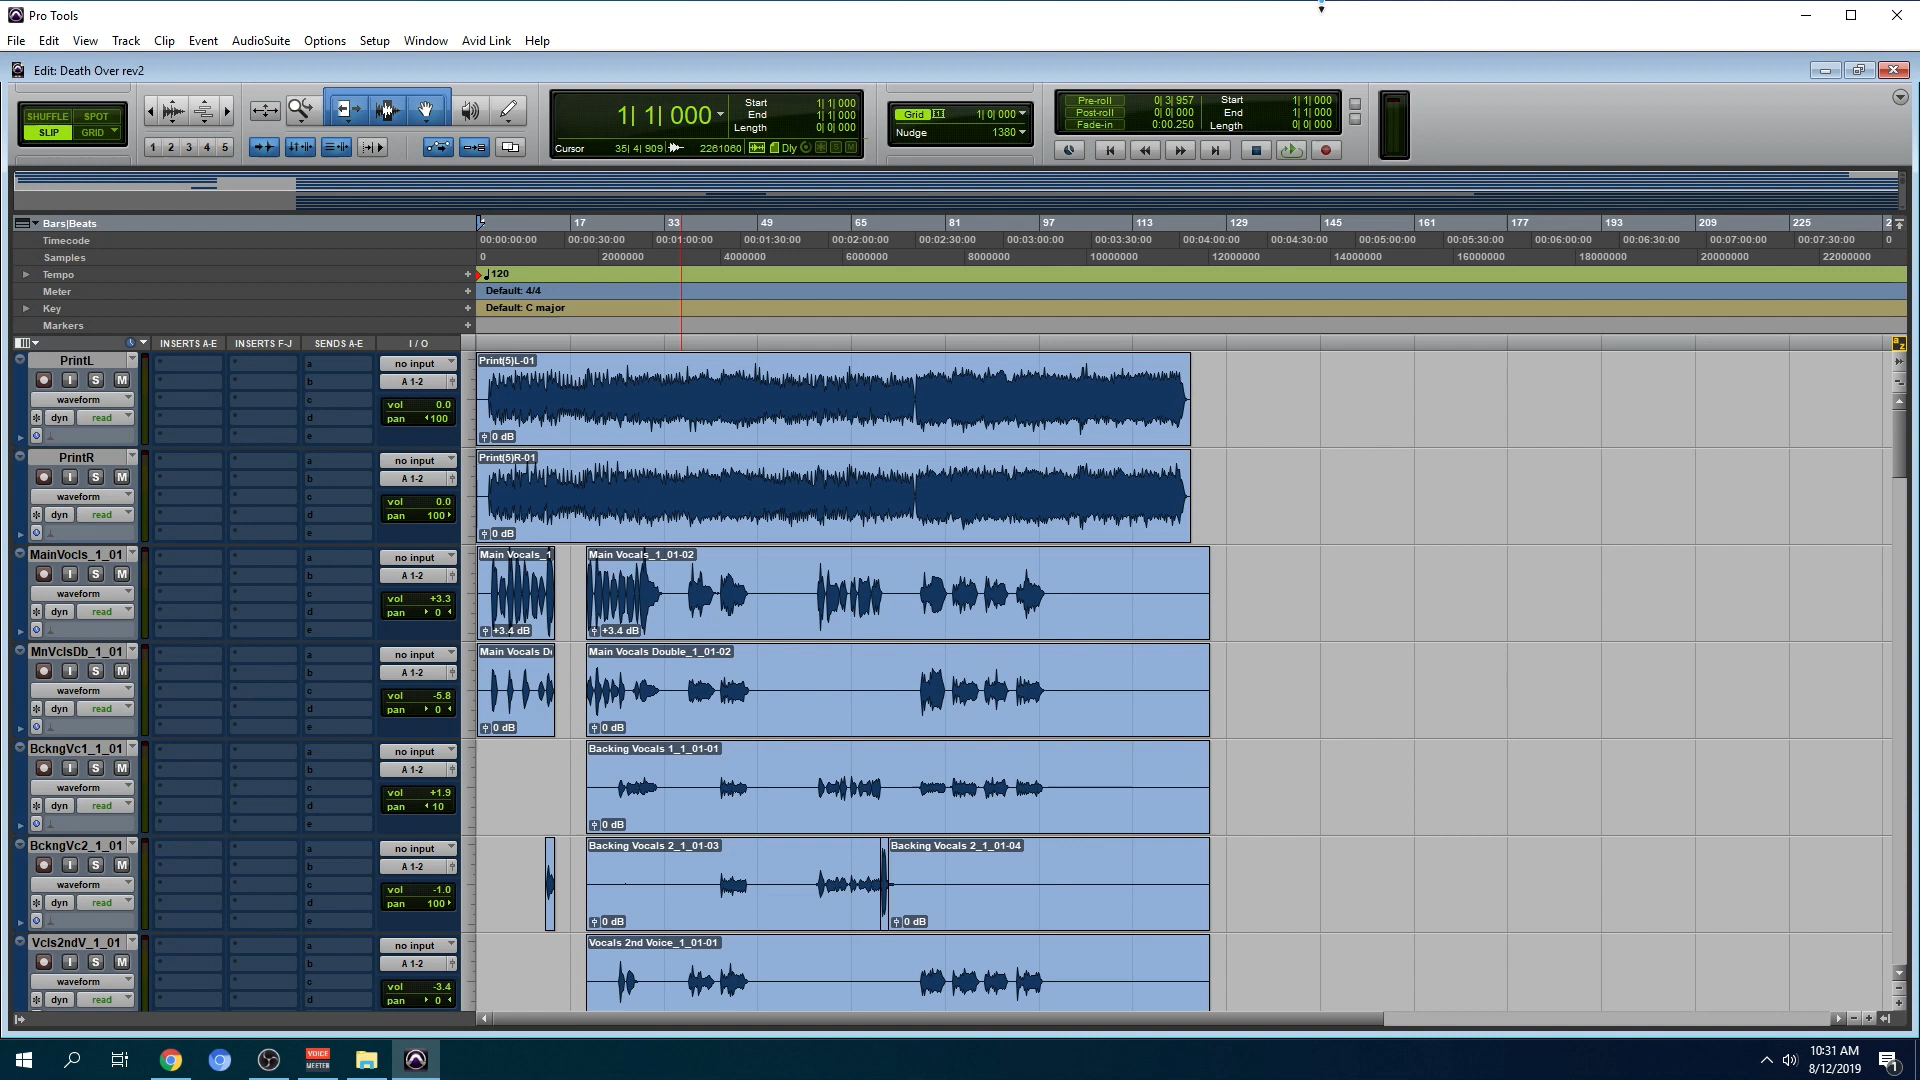 Pro Tools
File Edit View Track Clip Event AudioSuite Options Setup Window Avid Link Help
Edit: Death Over rev2
SHUFFLE SPOT
SLIP GRID
1 2 3 4 5
1| 1| 000
Start 1| 1| 000
End 1| 1| 000
Length 0| 0| 000
Cursor 35| 4| 909 2261060 Dly
Grid 1| 0| 000
Nudge 1380
Pre-roll 0| 3| 957
Post-roll 0| 0| 000
Fade-in 0:00.250
Start 1| 1| 000
End 1| 1| 000
Length 0| 0| 000
Bars|Beats 17 33 49 65 81 97 113 129 145 161 177 193 209 225 2
Timecode 00:00:00:00 00:00:30:00 00:01:00:00 00:01:30:00 00:02:00:00 00:02:30:00 00:03:00:00 00:03:30:00 00:04:00:00 00:04:30:00 00:05:00:00 00:05:30:00 00:06:00:00 00:06:30:00 00:07:00:00 00:07:30:00 0
Samples 0 2000000 4000000 6000000 8000000 10000000 12000000 14000000 16000000 18000000 20000000 22000000
Tempo + 120
Meter + Default: 4/4
Key + Default: C major
Markers +
INSERTS A-E INSERTS F-J SENDS A-E I / O
PrintL
I S M
waveform
dyn read
a
b
c
d
e
no input
A 1-2
vol 0.0
pan 100
Print(5)L-01
0 dB
PrintR
I S M
waveform
dyn read
a
b
c
d
e
no input
A 1-2
vol 0.0
pan 100
Print(5)R-01
0 dB
MainVocls_1_01
I S M
waveform
dyn read
a
b
c
d
e
no input
A 1-2
vol +3.3
pan 0
Main Vocals_1
+3.4 dB
Main Vocals_1_01-02
+3.4 dB
MnVclsDb_1_01
I S M
waveform
dyn read
a
b
c
d
e
no input
A 1-2
vol -5.8
pan 0
Main Vocals Do
0 dB
Main Vocals Double_1_01-02
0 dB
BckngVc1_1_01
I S M
waveform
dyn read
a
b
c
d
e
no input
A 1-2
vol +1.9
pan 10
Backing Vocals 1_1_01-01
0 dB
BckngVc2_1_01
I S M
waveform
dyn read
a
b
c
d
e
no input
A 1-2
vol -1.0
pan 100
Backing Vocals 2_1_01-03
0 dB
Backing Vocals 2_1_01-04
0 dB
Vcls2ndV_1_01
I S M
waveform
dyn read
a
b
c
d
no input
A 1-2
vol -3.4
pan 0
Vocals 2nd Voice_1_01-01
VOICE
MEETER
10:31 AM
8/12/2019
1